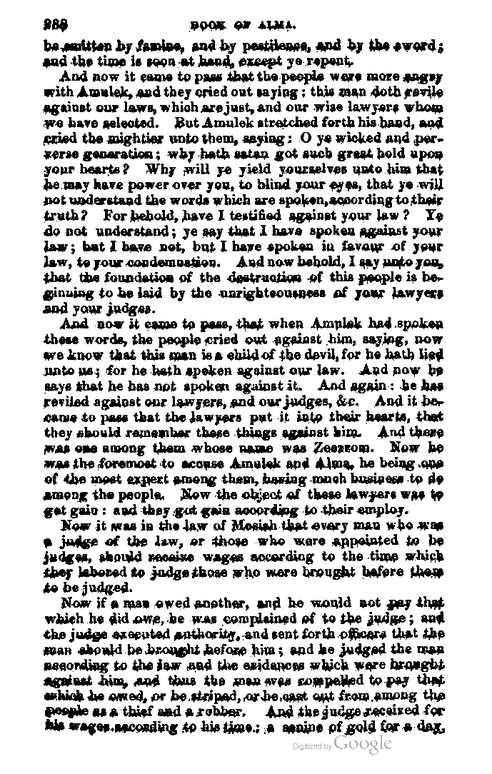 238 BOOK OF ALMA.
be smitten by famine, and by pestilence, and by the sword;
and the time is soon at hand, except ye repent.
And now it came to pass that the people were more angry
with Amulek, and they cried out saying: this man doth revile
against our laws, which are just, and our wise lawyers whom
we have selected. But Amulek stretched forth his hand, and
cried the mightier unto them, saying: O ye wicked and per-
verse generation; why hath satan got such great hold upon
your hearts? Why will ye yield yourselves unto him that
he may have power over you, to blind your eyes, that ye will
not understand the words which are spoken, according to their
truth? For behold, have I testified against your law? Ye
do not understand; ye say that I have spoken against your
law; but I have not, but I have spoken in favour of your
law, to your condemnation. And now behold, I say unto you,
that the foundation of the destruction of this people is be-
ginning to be laid by the unrighteousness of your lawyers
and your judges.
And now it came to pass, that when Amulek had spoken
these words, the people cried out against him, saying, now
we know that this man is a child of the devil, for he hath lied
unto us; for he hath spoken against our law. And now he
says that he has not spoken against it. And again: he has
reviled against our lawyers, and our judges, &c. And it be-
came to pass that the lawyers put it into their hearts, that
they should remember these things against him. And there
was one among them whose name was Zeezrom. Now he
was the foremost to accuse Amulek and Alma, he being one
of the most expert among them, having much business to do
among the people. Now the object of these lawyers was to
get gain: and they got gain according to their employ.
Now it was in the law of Mosiah that every man who was
a judge of the law, or those who were appointed to be
judges, should receive wages according to the time which
they labored to judge those who were brought before them
to be judged.
Now if a man owed another, and he would not pay that
which he did owe, he was complained of to the judge; and
the judge executed authority, and sent forth officers that the
man should be brought before him; and he judged the man
according to the law and the evidences which were brought
against him, and thus the man was compelled to pay that
which he owed, or be striped, or be cast out from among the
people as a thief and a robber. And the judge received for
his wages according to his time: a senine of gold for a day,
Digitized by Google